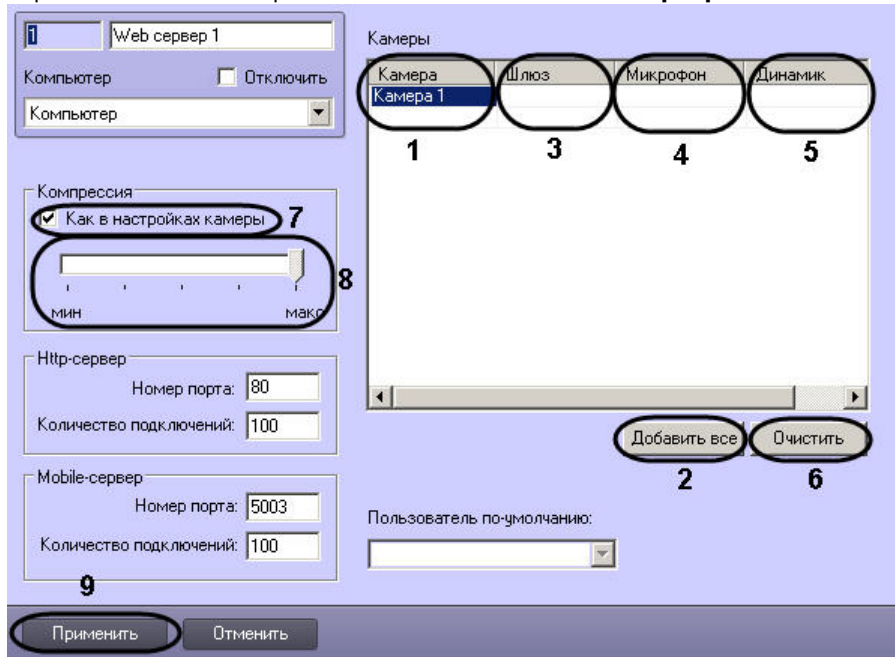 1 Web сервер 1
Компьютер Отключить
Компьютер
Камеры
Камера Шлюз Микрофон Динамик
Камера 1
1 3 4 5
Компрессия
Как в настройках камеры 7
8
мин макс
Http-сервер
Номер порта: 80
Количество подключений: 100
Добавить все Очистить
2 6
Mobile-сервер
Номер порта: 5003
Количество подключений: 100
Пользователь по-умолчанию:
9
Применить Отменить